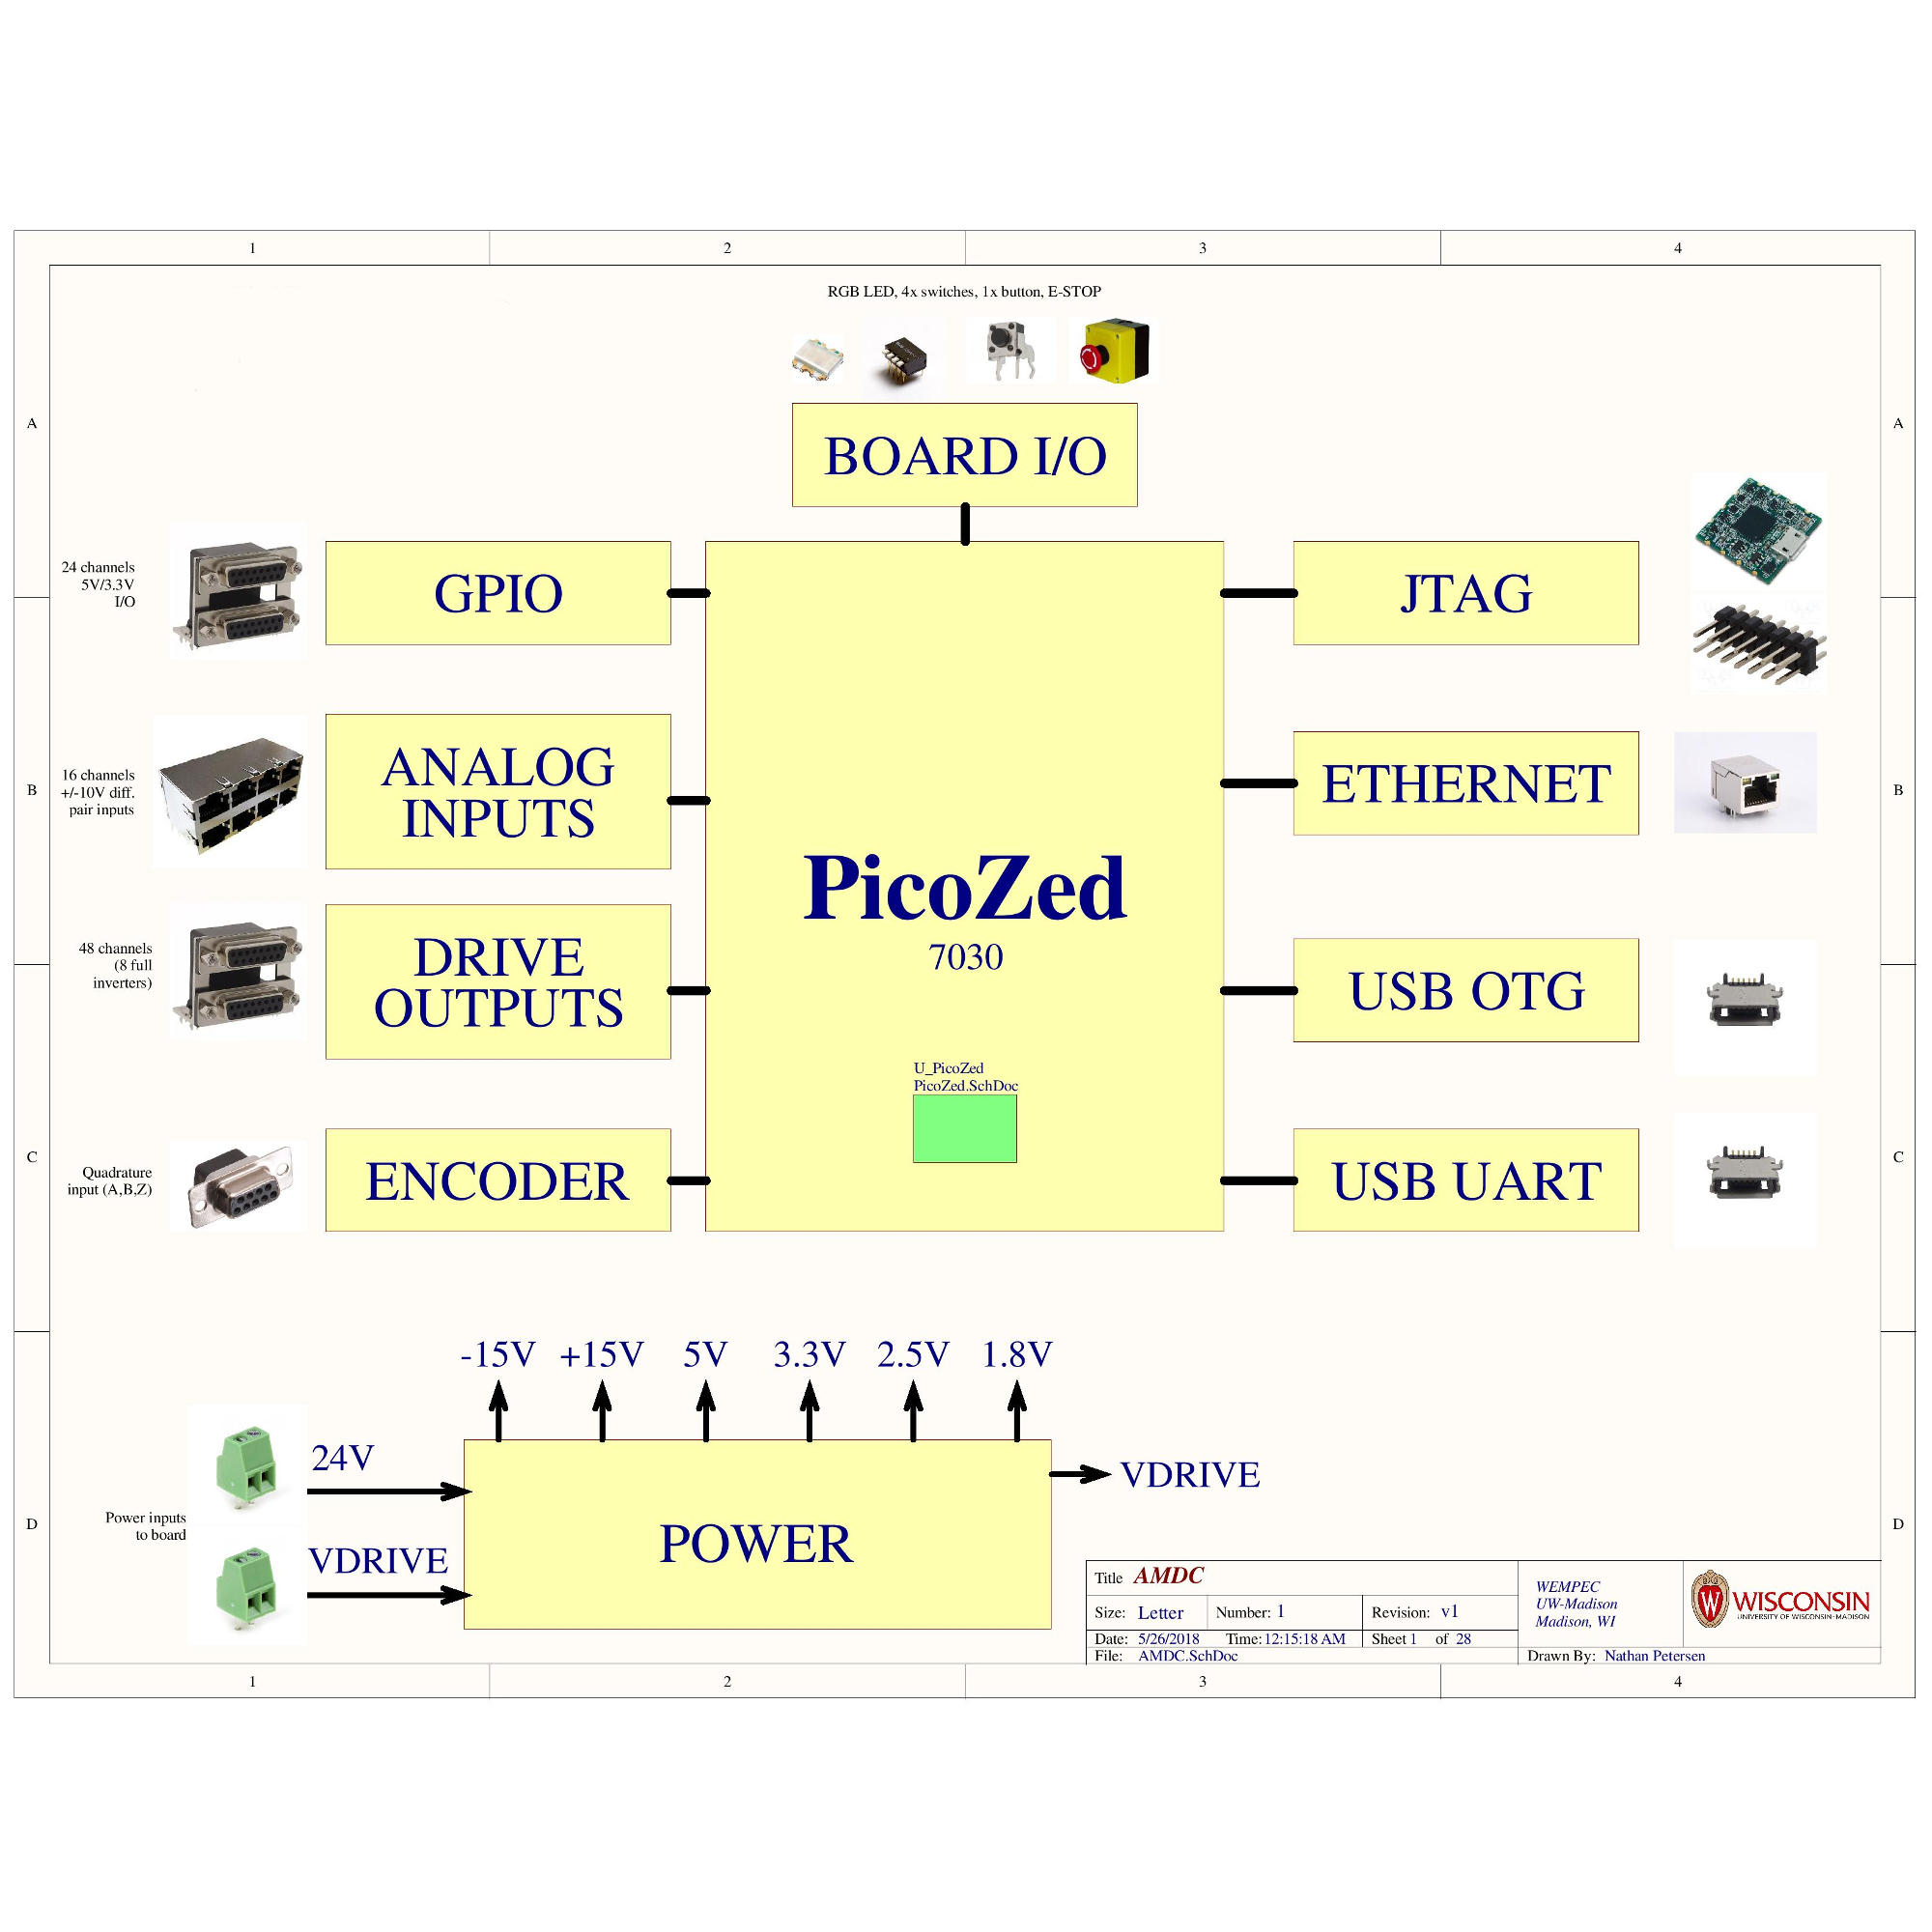 1 2 3 4
RGB LED, 4x switches, 1x button, E-STOP
A A
BOARD I/O
24 channels
5V/3.3V
I/O
GPIO
JTAG
16 channels
+/-10V diff.
pair inputs
ANALOG
INPUTS
ETHERNET
B B
PicoZed
7030
48 channels
(8 full
inverters)
DRIVE
OUTPUTS
USB OTG
U_PicoZed
PicoZed.SchDoc
C C
Quadrature
input (A,B,Z)
ENCODER
USB UART
-15V +15V 5V 3.3V 2.5V 1.8V
24V
VDRIVE
Power inputs
to board
D D
VDRIVE
POWER
Title AMDC
Size: Letter Number: 1 Revision: v1
Date: 5/26/2018 Time: 12:15:18 AM Sheet 1 of 28
File: AMDC.SchDoc
WEMPEC
UW-Madison
Madison, WI
W WISCONSIN
UNIVERSITY OF WISCONSIN-MADISON
Drawn By: Nathan Petersen
1 2 3 4